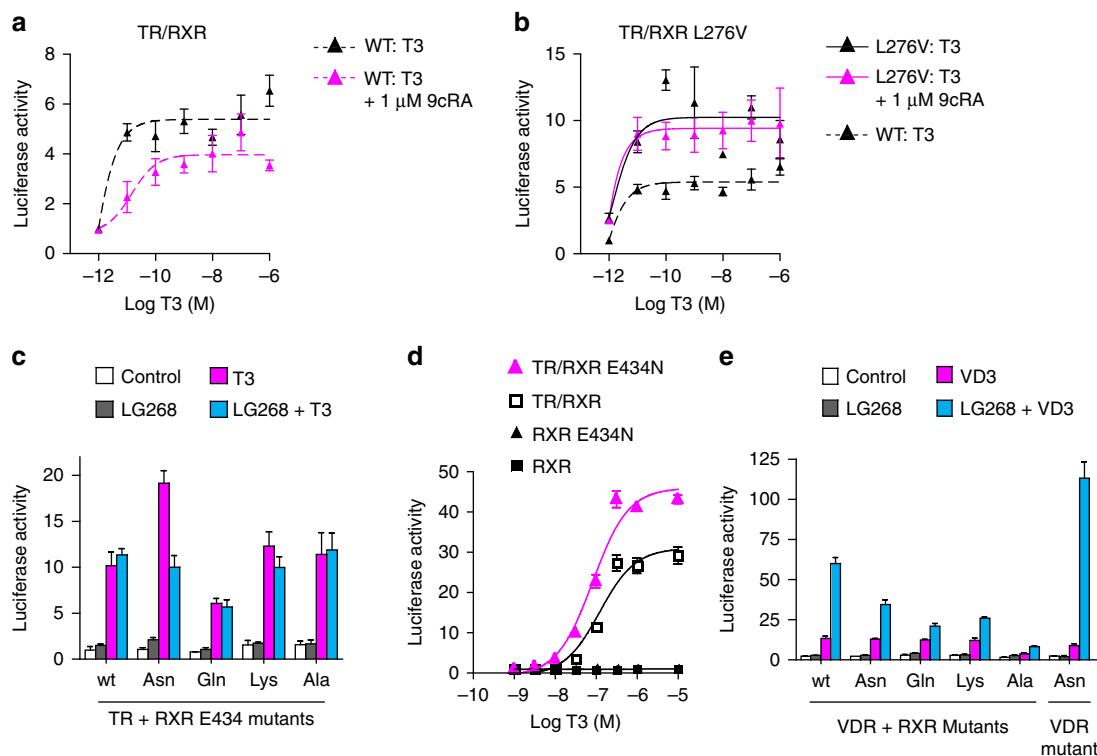 a
TR/RXR
Luciferase activity
8
6
4
2
0
−12
−10
−8
−6
Log T3 (M)
WT: T3
WT: T3
+ 1 μM 9cRA
b
TR/RXR L276V
Luciferase activity
15
10
5
0
−12
−10
−8
−6
Log T3 (M)
L276V: T3
L276V: T3
+ 1 μM 9cRA
WT: T3
c
Control
T3
LG268
LG268 + T3
Luciferase activity
20
15
10
5
0
wt
Asn
Gln
Lys
Ala
TR + RXR E434 mutants
d
TR/RXR E434N
TR/RXR
RXR E434N
RXR
Luciferase activity
50
40
30
20
10
0
−10
−9
−8
−7
−6
−5
Log T3 (M)
e
Control
VD3
LG268
LG268 + VD3
Luciferase activity
125
100
75
50
25
0
wt
Asn
Gln
Lys
Ala
Asn
VDR + RXR Mutants
VDR
mutant